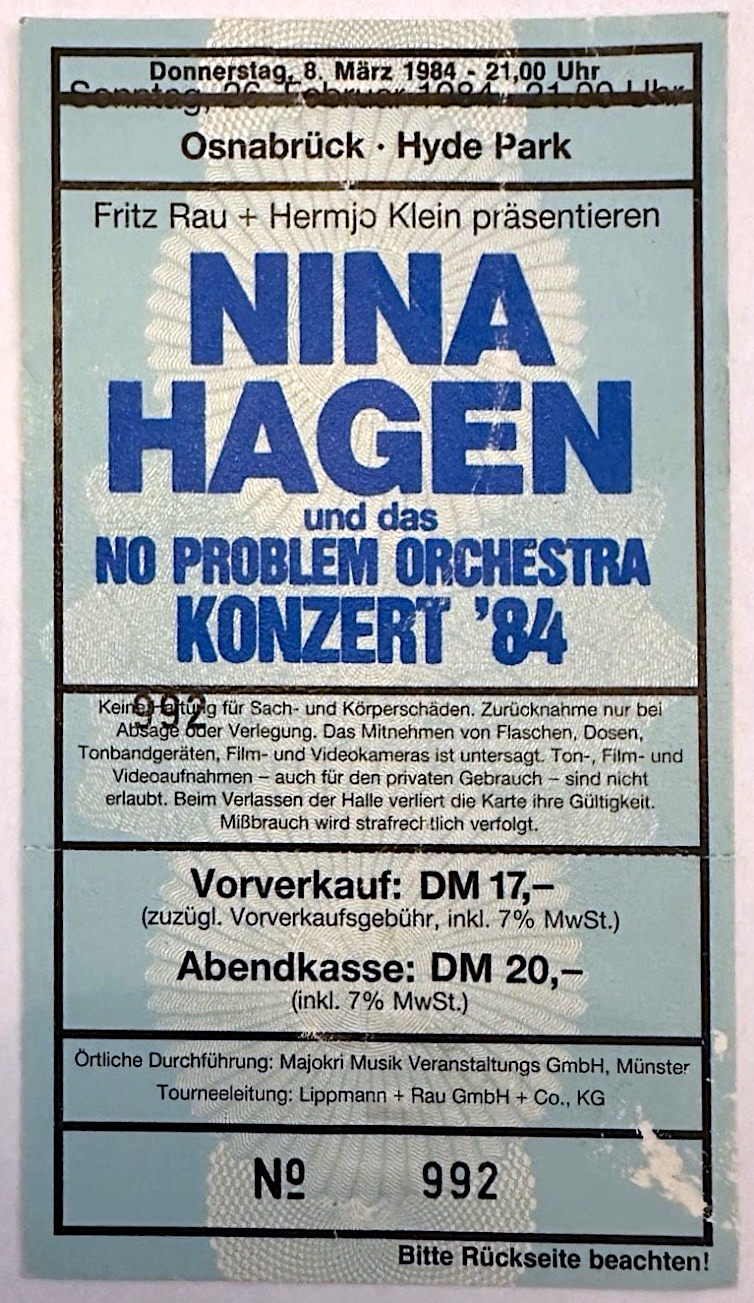 Donnerstag, 8. März 1984 - 21,00 Uhr
Sonntag, 26. Februar 1984, 21.00 Uhr
Osnabrück · Hyde Park
Fritz Rau + Hermjo Klein präsentieren
NINA
HAGEN
und das
NO PROBLEM ORCHESTRA
KONZERT '84
992
Keine Haftung für Sach- und Körperschäden. Zurücknahme nur bei
Absage oder Verlegung. Das Mitnehmen von Flaschen, Dosen,
Tonbandgeräten, Film- und Videokameras ist untersagt. Ton-, Film- und
Videoaufnahmen – auch für den privaten Gebrauch – sind nicht
erlaubt. Beim Verlassen der Halle verliert die Karte ihre Gültigkeit.
Mißbrauch wird strafrechtlich verfolgt.
Vorverkauf: DM 17,–
(zuzügl. Vorverkaufsgebühr, inkl. 7% MwSt.)
Abendkasse: DM 20,–
(inkl. 7% MwSt.)
Örtliche Durchführung: Majokri Musik Veranstaltungs GmbH, Münster
Tourneeleitung: Lippmann + Rau GmbH + Co., KG
Nº 992
Bitte Rückseite beachten!